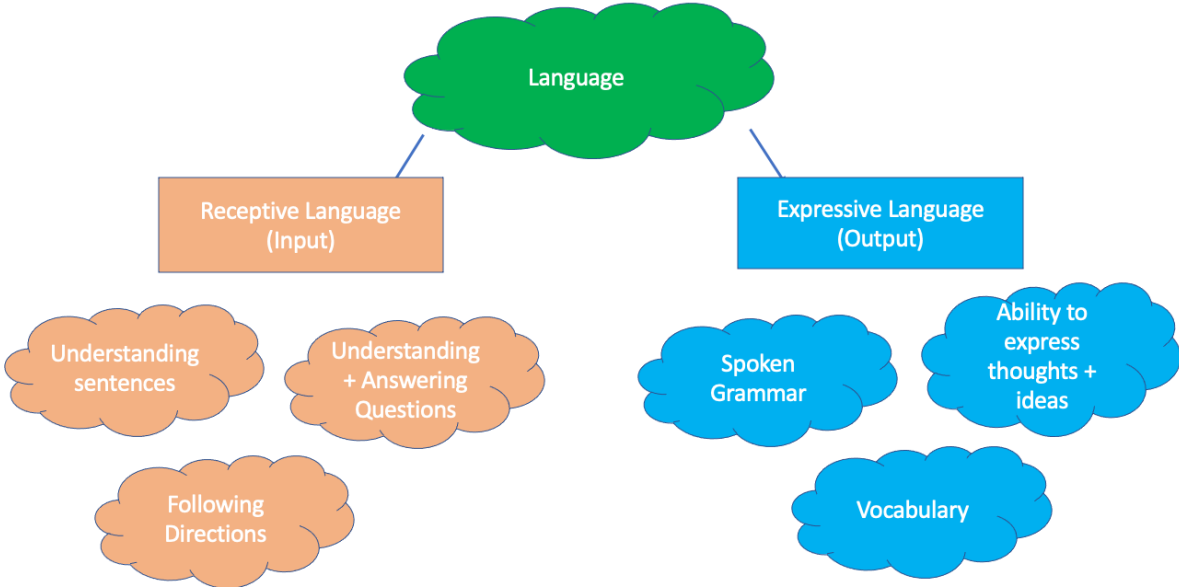 Language
Receptive Language
(Input)
Expressive Language
(Output)
Understanding
sentences
Understanding
+ Answering
Questions
Following
Directions
Spoken
Grammar
Ability to
express
thoughts +
ideas
Vocabulary